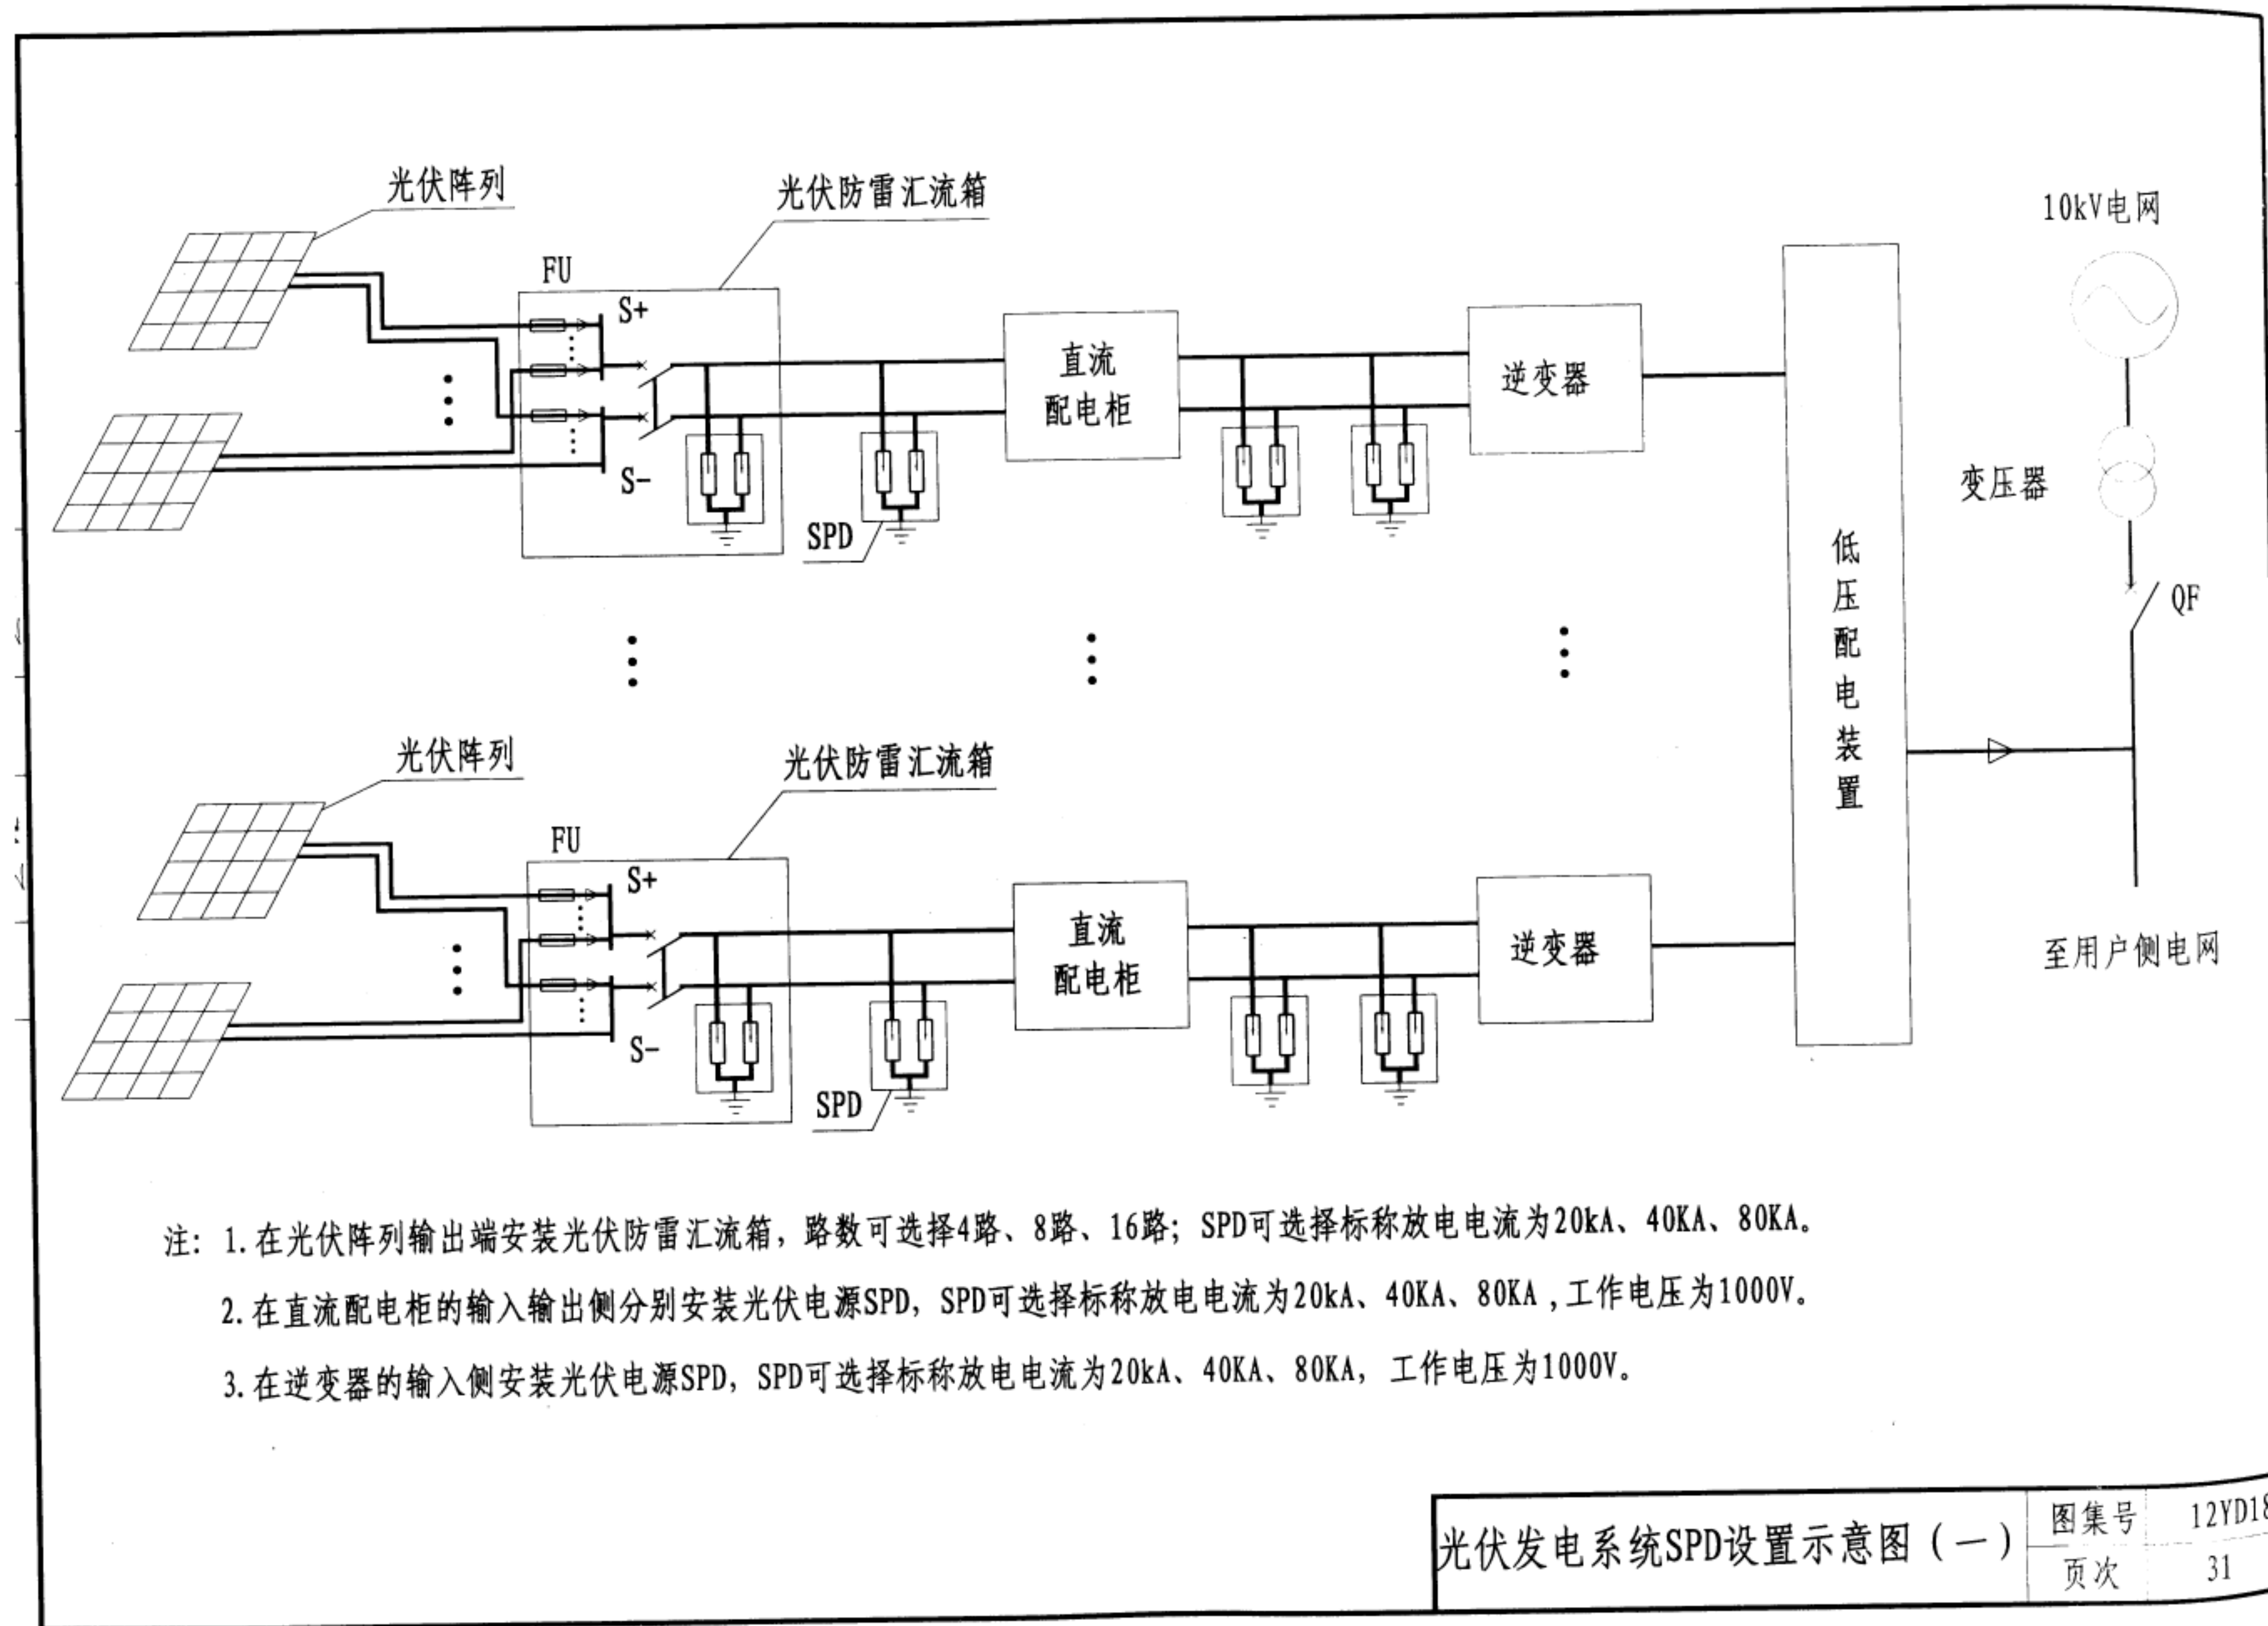 光伏阵列
光伏防雷汇流箱
10kV电网
FU
S+
直流
配电柜
逆变器
S-
SPD
变压器
QF
低压配电装置
光伏阵列
光伏防雷汇流箱
FU
S+
直流
配电柜
逆变器
S-
SPD
至用户侧电网
注: 1.在光伏阵列输出端安装光伏防雷汇流箱，路数可选择4路、8路、16路；SPD可选择标称放电电流为20kA、40KA、80KA。
2.在直流配电柜的输入输出侧分别安装光伏电源SPD，SPD可选择标称放电电流为20kA、40KA、80KA,工作电压为1000V。
3.在逆变器的输入侧安装光伏电源SPD，SPD可选择标称放电电流为20kA、40KA、80KA，工作电压为1000V。
光伏发电系统SPD设置示意图（一）
图集号 12YD18
页次 31